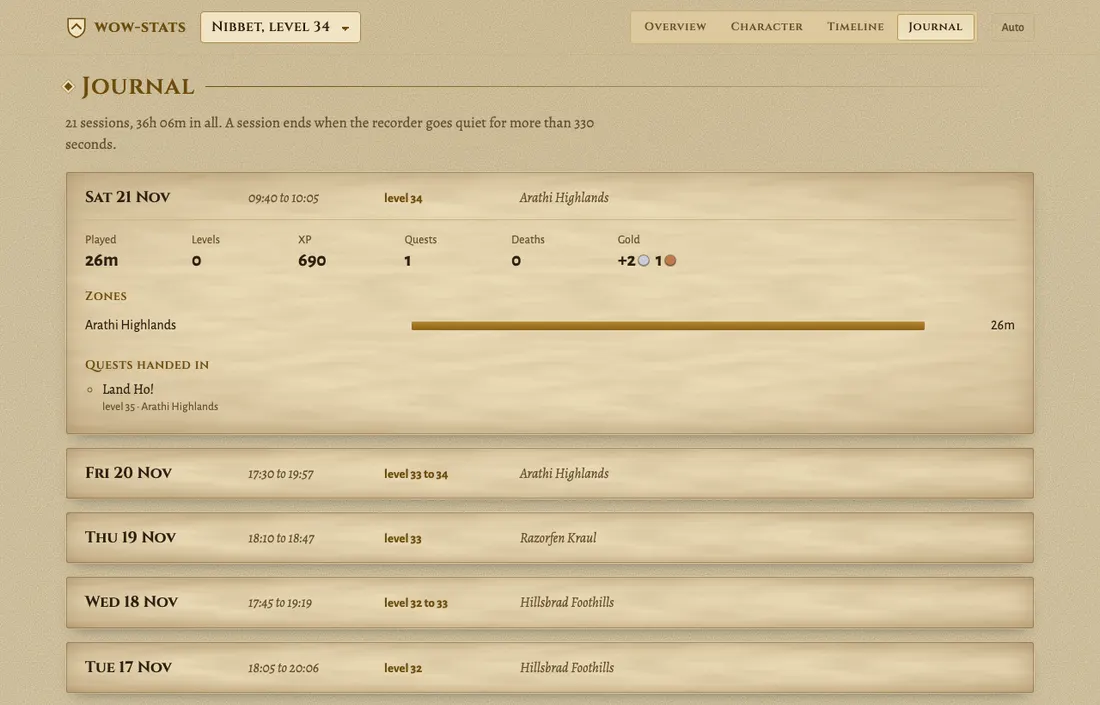 WOW-STATS
NIBBET, LEVEL 34
OVERVIEW CHARACTER TIMELINE JOURNAL Auto
JOURNAL
21 sessions, 36h 06m in all. A session ends when the recorder goes quiet for more than 330
seconds.
SAT 21 NOV 09:40 to 10:05 level 34 Arathi Highlands
Played Levels XP Quests Deaths Gold
26m 0 690 1 0 +2 1
ZONES
Arathi Highlands 26m
QUESTS HANDED IN
Land Ho!
level 35 · Arathi Highlands
FRI 20 NOV 17:30 to 19:57 level 33 to 34 Arathi Highlands
THU 19 NOV 18:10 to 18:47 level 33 Razorfen Kraul
WED 18 NOV 17:45 to 19:19 level 32 to 33 Hillsbrad Foothills
TUE 17 NOV 18:05 to 20:06 level 32 Hillsbrad Foothills